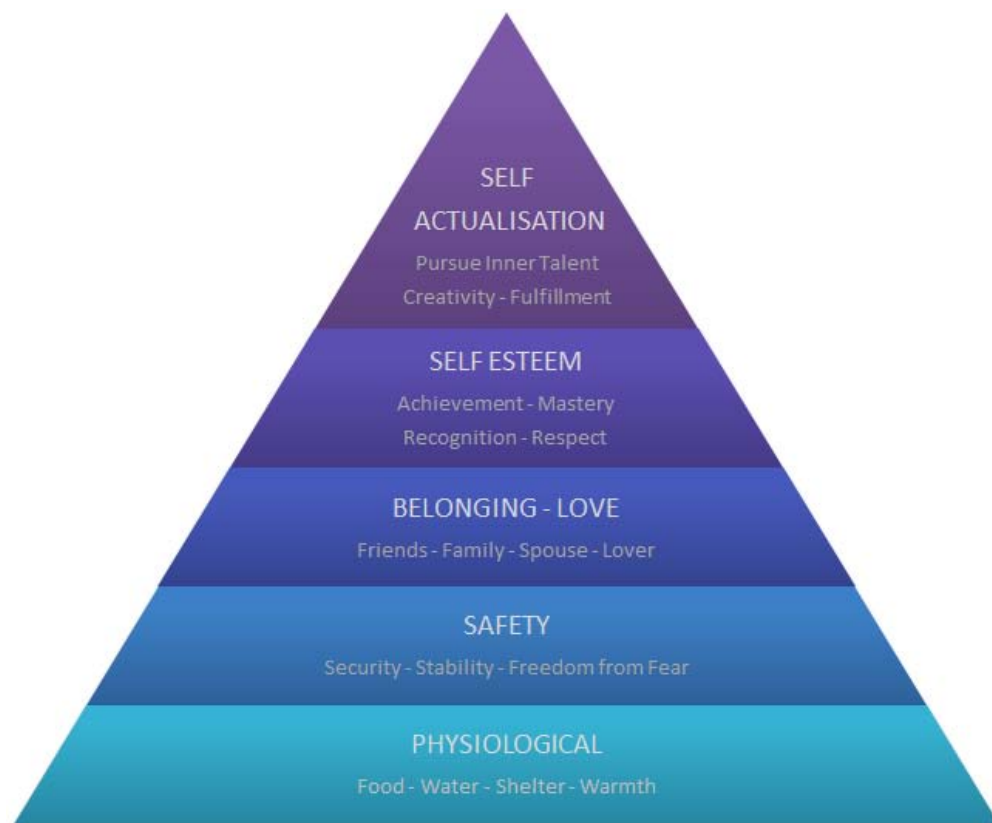 SELF
ACTUALISATION
Pursue Inner Talent
Creativity - Fulfillment
SELF ESTEEM
Achievement - Mastery
Recognition - Respect
BELONGING - LOVE
Friends - Family - Spouse - Lover
SAFETY
Security - Stability - Freedom from Fear
PHYSIOLOGICAL
Food - Water - Shelter - Warmth